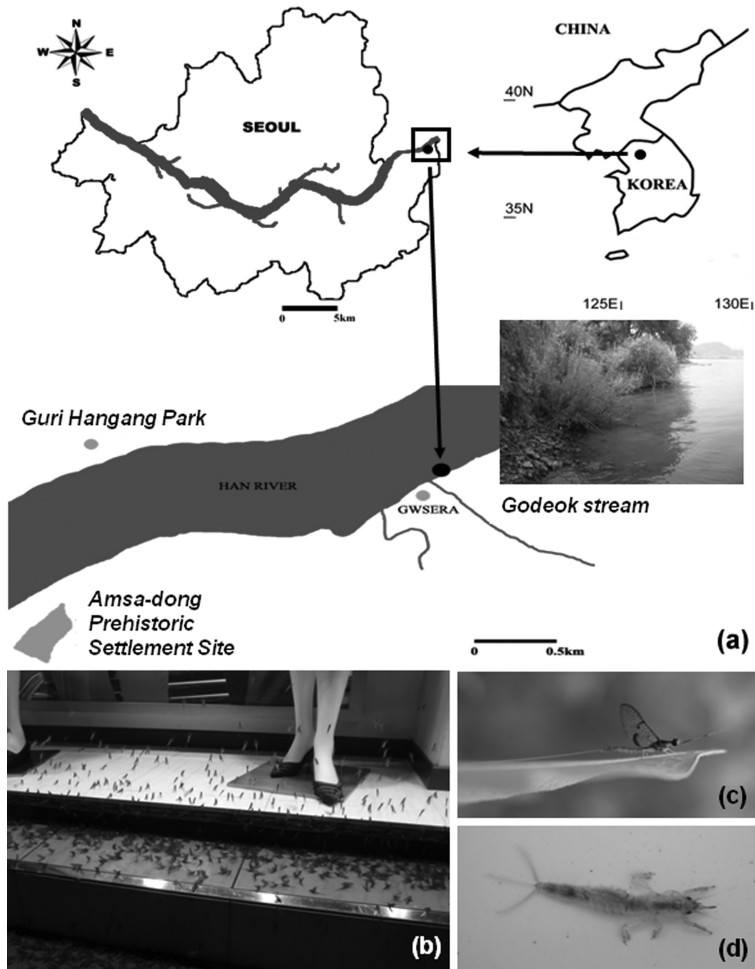 N
W E
S
SEOUL
0 5km
CHINA
40N
KOREA
35N
125E 130E
Guri Hangang Park
HAN RIVER
GWSERA
Godeok stream
Amsa-dong
Prehistoric
Settlement Site
0 0.5km
(a)
(b)
(c)
(d)